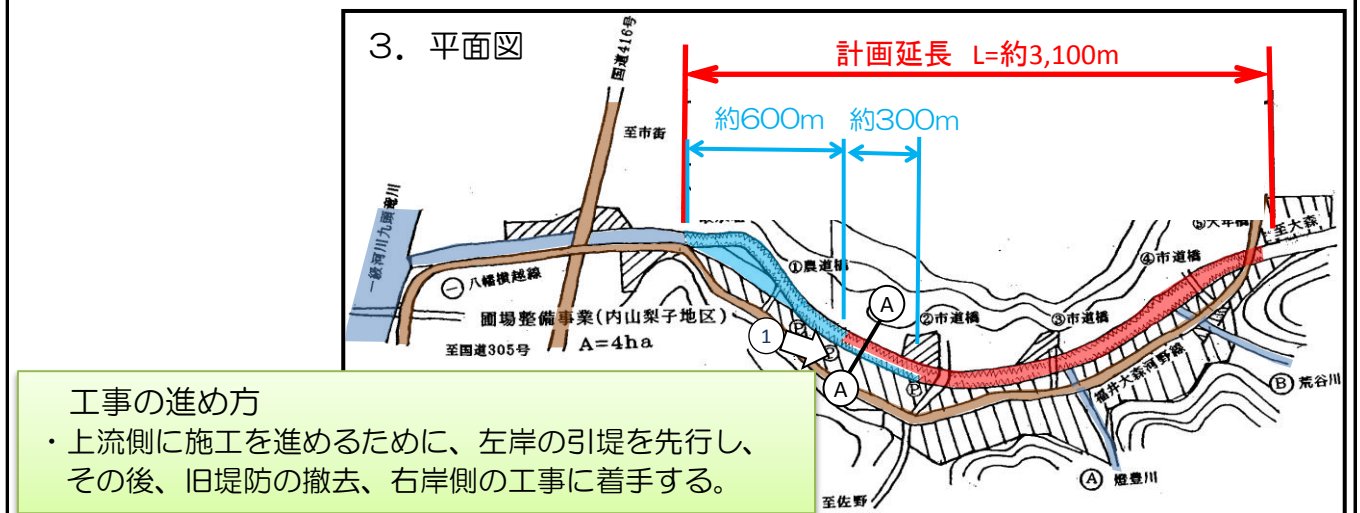 3．平面図
国道416号
計画延長 L=約3,100m
約600m 約300m
至市街
一級河川九頭竜川
⑤大年橋
至大森
④市道橋
①農道橋
㊀八幡横越線
A
②市道橋
③市道橋
圃場整備事業(内山梨子地区)
P
1
至国道305号
A=4ha
P
福井大森河野線
A
P
Ⓑ 荒谷川
工事の進め方
・上流側に施工を進めるために、左岸の引堤を先行し、
その後、旧堤防の撤去、右岸側の工事に着手する。
Ⓐ 燈豊川
至佐野